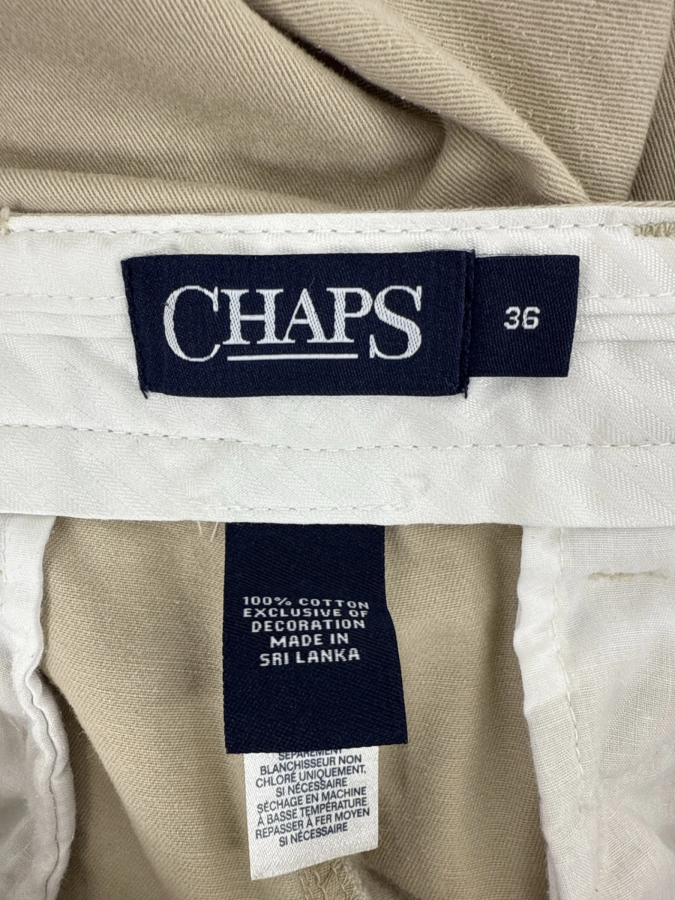 CHAPS
36
100% COTTON
EXCLUSIVE OF
DECORATION
MADE IN
SRI LANKA
SÉPARÉMENT
BLANCHISSEUR NON
CHLORÉ UNIQUEMENT,
SI NÉCESSAIRE
SÉCHAGE EN MACHINE
À BASSE TEMPÉRATURE
REPASSER À FER MOYEN
SI NÉCESSAIRE